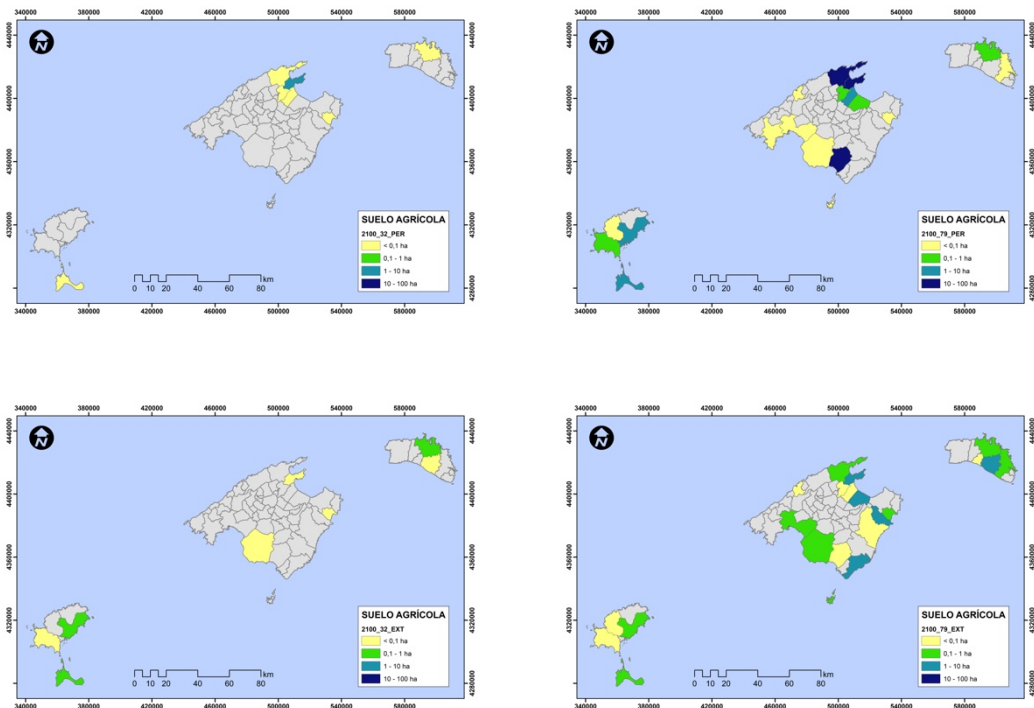 340000 380000 420000 460000 500000 540000 580000
4440000
4400000
4360000
4320000
4280000
N
SUELO AGRÍCOLA
2100_32_PER
< 0,1 ha
0,1 - 1 ha
1 - 10 ha
10 - 100 ha
0 10 20 40 60 80 km
340000 380000 420000 460000 500000 540000 580000
340000 380000 420000 460000 500000 540000 580000
4440000
4400000
4360000
4320000
4280000
N
SUELO AGRÍCOLA
2100_79_PER
< 0,1 ha
0,1 - 1 ha
1 - 10 ha
10 - 100 ha
0 10 20 40 60 80 km
340000 380000 420000 460000 500000 540000 580000
340000 380000 420000 460000 500000 540000 580000
4440000
4400000
4360000
4320000
4280000
N
SUELO AGRÍCOLA
2100_32_EXT
< 0,1 ha
0,1 - 1 ha
1 - 10 ha
10 - 100 ha
0 10 20 40 60 80 km
340000 380000 420000 460000 500000 540000 580000
340000 380000 420000 460000 500000 540000 580000
4440000
4400000
4360000
4320000
4280000
N
SUELO AGRÍCOLA
2100_79_EXT
< 0,1 ha
0,1 - 1 ha
1 - 10 ha
10 - 100 ha
0 10 20 40 60 80 km
340000 380000 420000 460000 500000 540000 580000